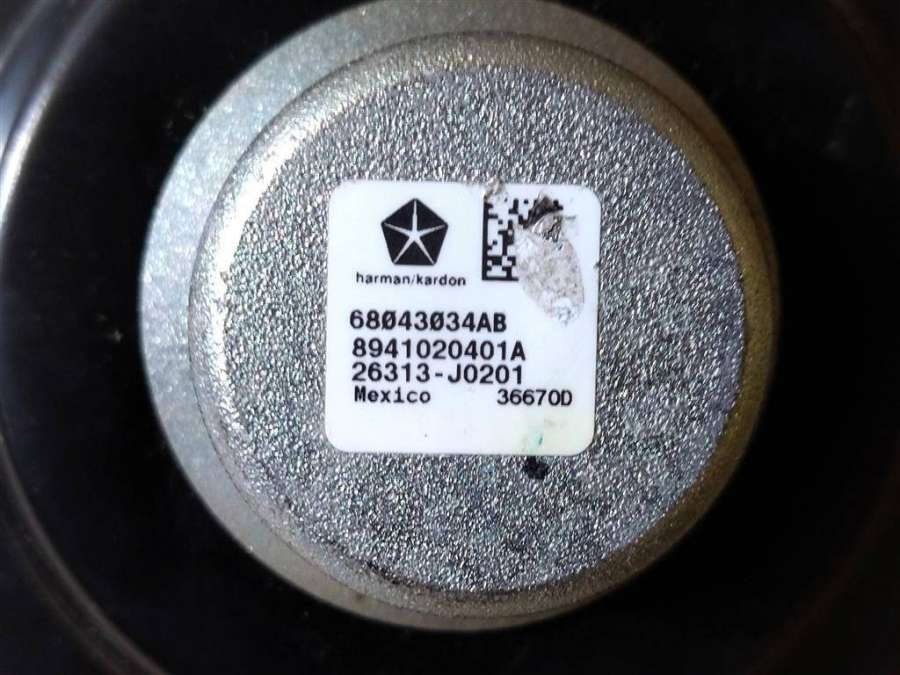 harman/kardon
68043034AB
8941020401A
26313-J0201
Mexico 36670D